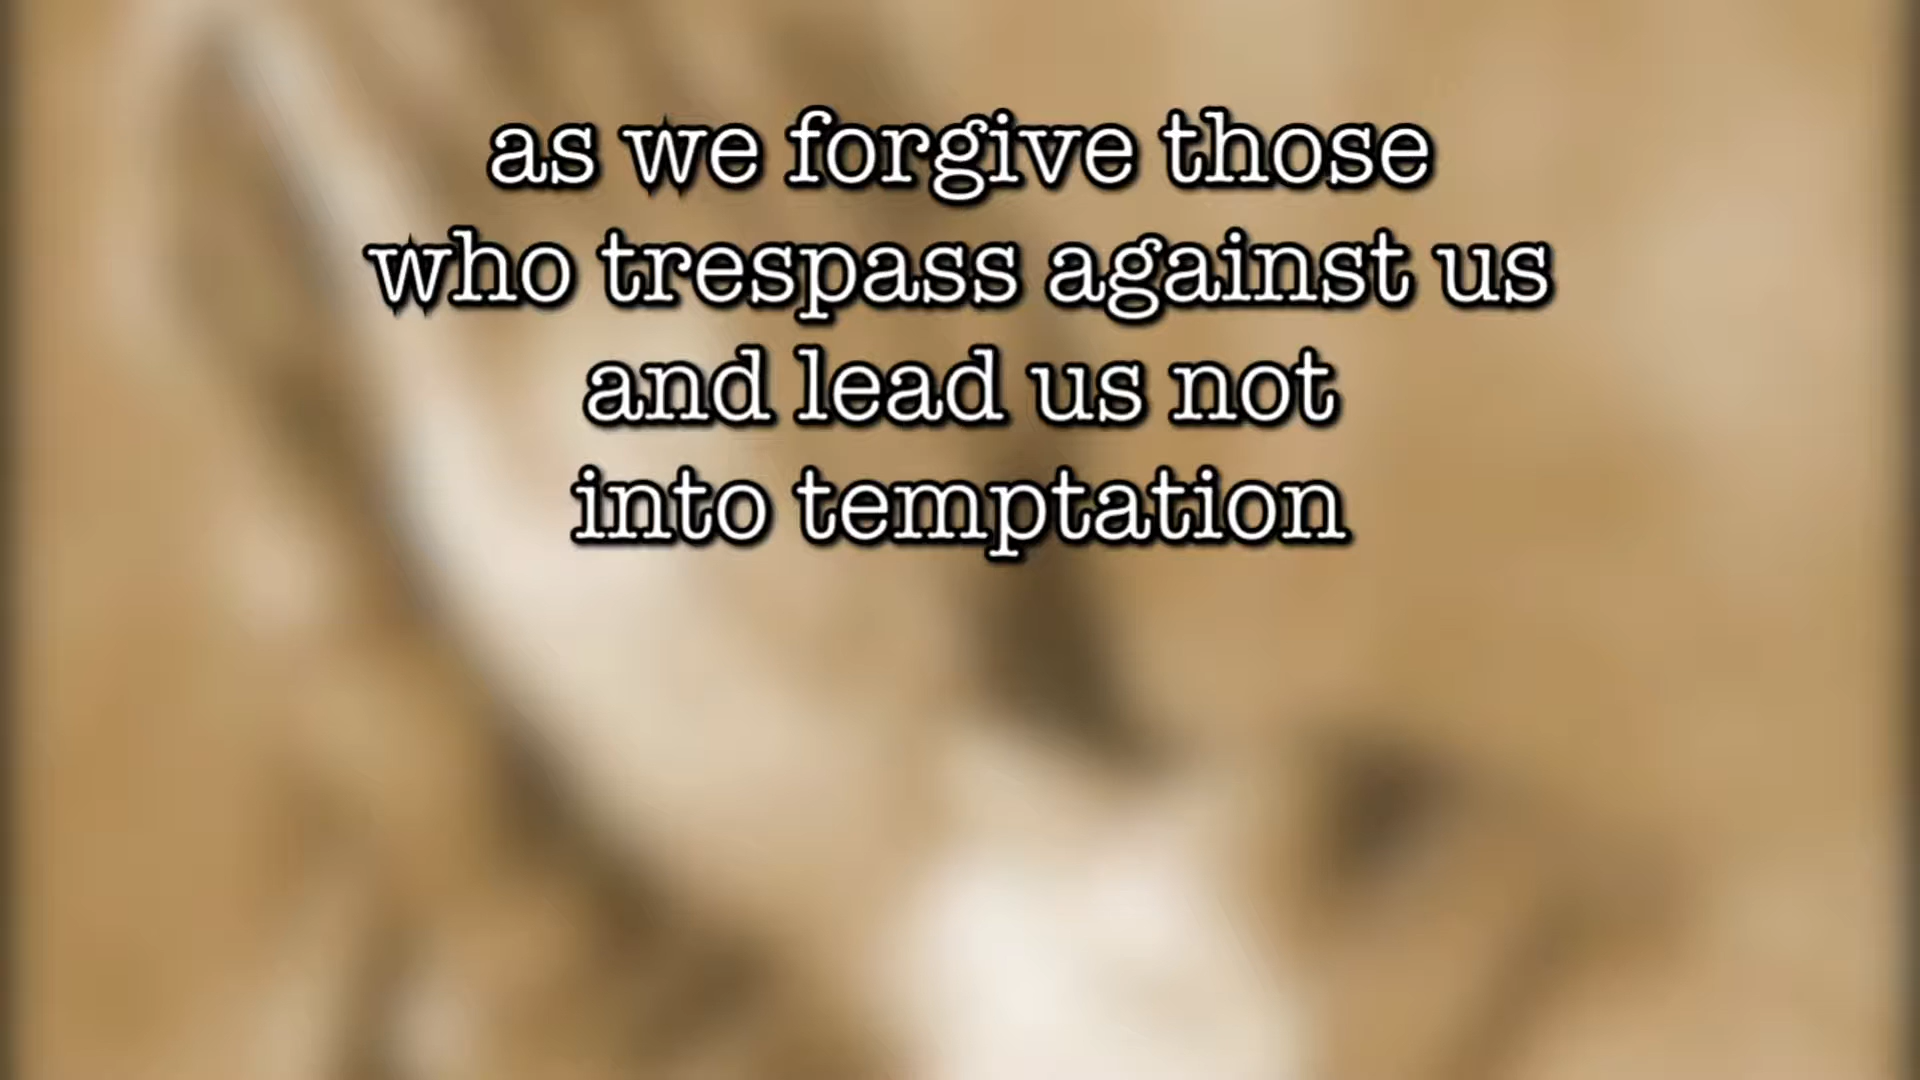 as we forgive those
who trespass against us
and lead us not
into temptation